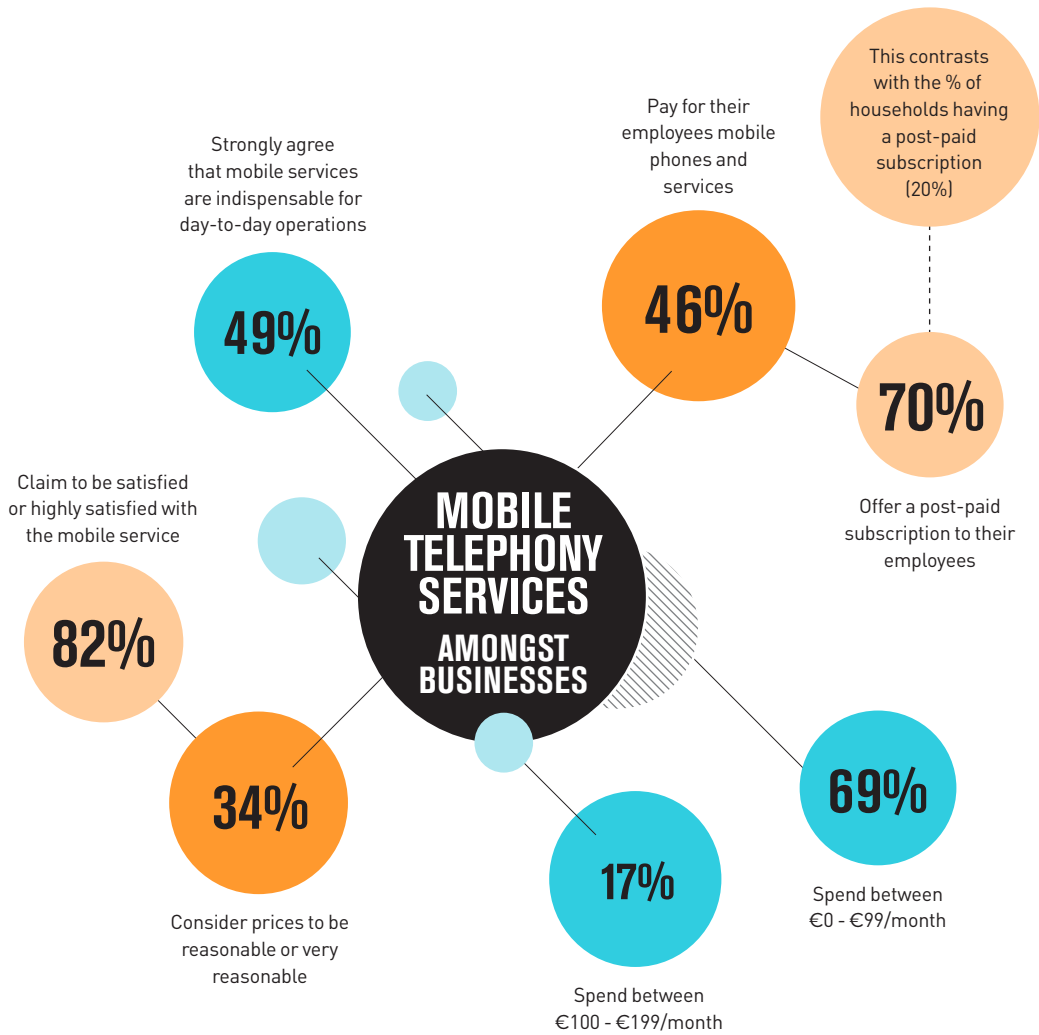 This contrasts
with the % of
households having
a post-paid
subscription
(20%)
Pay for their
employees mobile
phones and
services
Strongly agree
that mobile services
are indispensable for
day-to-day operations
49%
46%
70%
Offer a post-paid
subscription to their
employees
Claim to be satisfied
or highly satisfied with
the mobile service
82%
MOBILE
TELEPHONY
SERVICES
AMONGST
BUSINESSES
34%
Consider prices to be
reasonable or very
reasonable
17%
Spend between
€100 - €199/month
69%
Spend between
€0 - €99/month